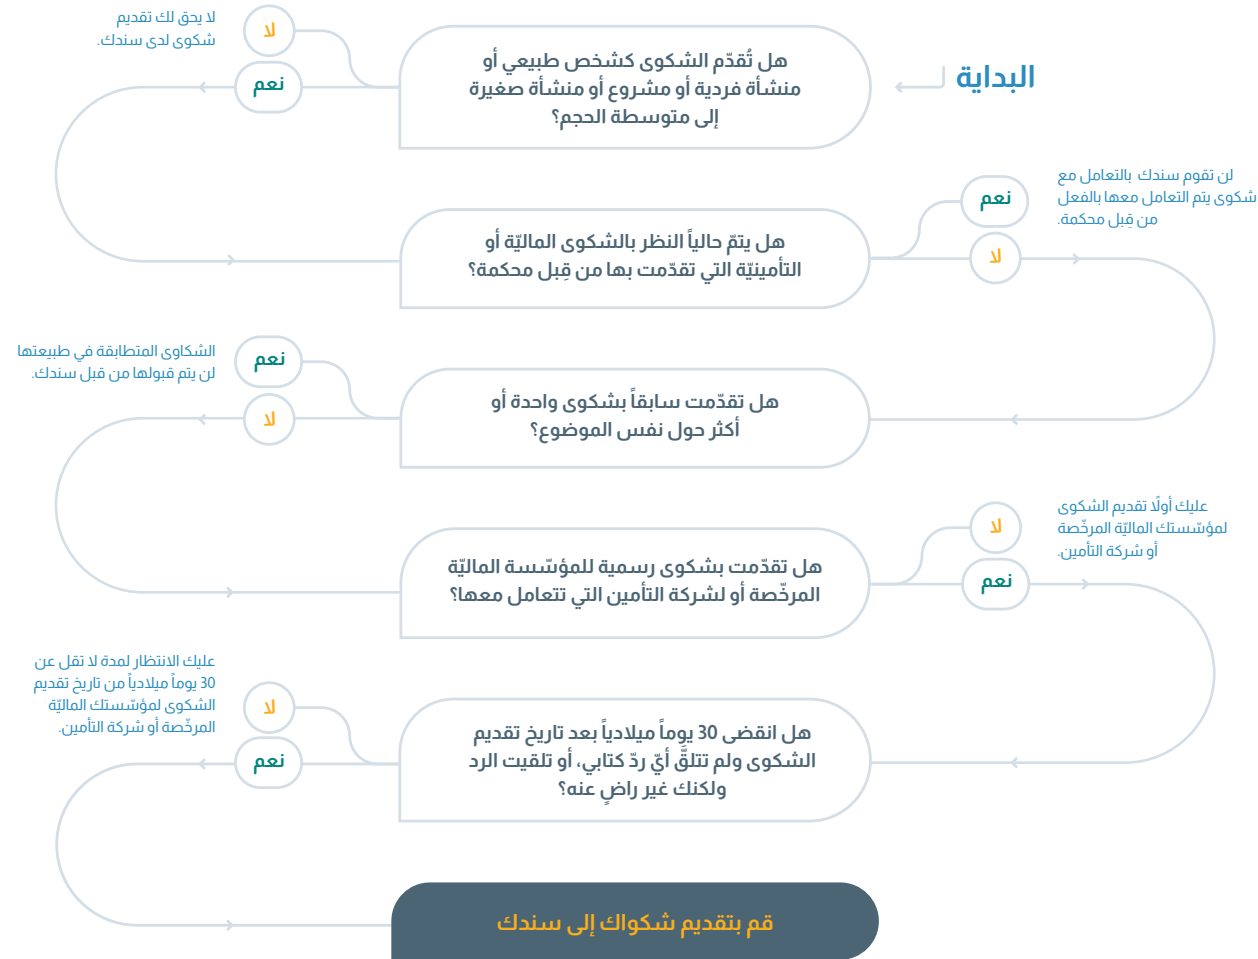 البداية
هل تُقدّم الشكوى كشخص طبيعي أو
منشأة فردية أو مشروع أو منشأة صغيرة
إلى متوسطة الحجم؟
لا
لا يحق لك تقديم
شكوى لدى سندك.
نعم
هل يتمّ حالياً النظر بالشكوى الماليّة أو
التأمينيّة التي تقدّمت بها من قِبل محكمة؟
نعم
لن تقوم سندك بالتعامل مع
شكوى يتم التعامل معها بالفعل
من قِبل محكمة.
لا
هل تقدّمت سابقاً بشكوى واحدة أو
أكثر حول نفس الموضوع؟
نعم
الشكاوى المتطابقة في طبيعتها
لن يتم قبولها من قبل سندك.
لا
هل تقدّمت بشكوى رسمية للمؤسّسة الماليّة
المرخّصة أو لشركة التأمين التي تتعامل معها؟
لا
عليك أولًا تقديم الشكوى
لمؤسّستك الماليّة المرخّصة
أو شركة التأمين.
نعم
هل انقضى 30 يوماً ميلادياً بعد تاريخ تقديم
الشكوى ولم تتلقَّ أيّ ردّ كتابي، أو تلقيت الرد
ولكنك غير راضٍ عنه؟
لا
عليك الانتظار لمدة لا تقل عن
30 يوماً ميلادياً من تاريخ تقديم
الشكوى لمؤسّستك الماليّة
المرخّصة أو شركة التأمين.
نعم
قم بتقديم شكواك إلى سندك